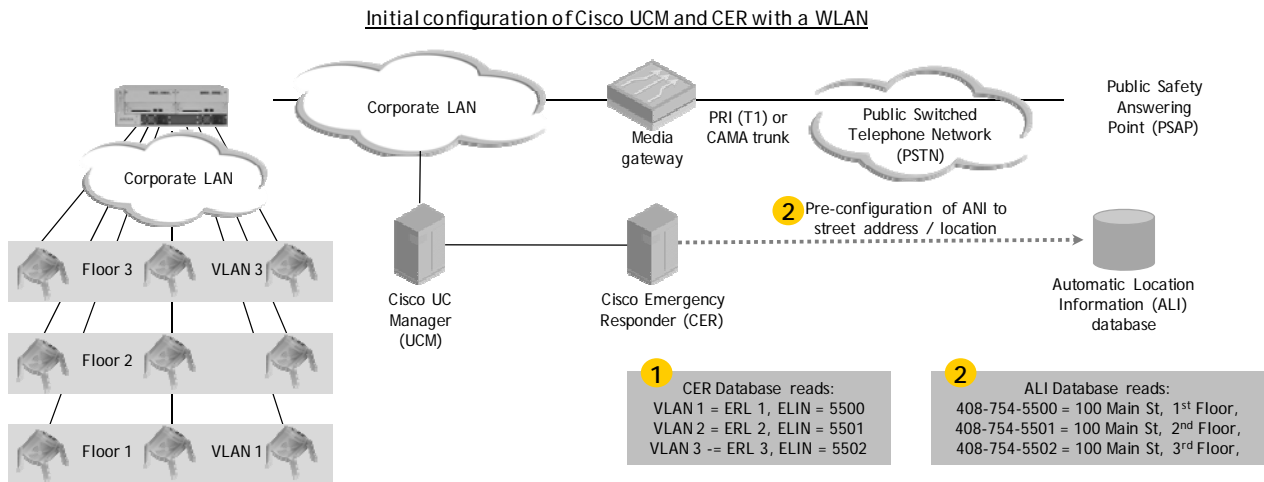 Initial configuration of Cisco UCM and CER with a WLAN
Corporate LAN
Media
gateway
PRI (T1) or
CAMA trunk
Public Switched
Telephone Network
(PSTN)
Public Safety
Answering
Point (PSAP)
Corporate LAN
Floor 3
VLAN 3
Floor 2
Floor 1
VLAN 1
Cisco UC
Manager
(UCM)
Cisco Emergency
Responder (CER)
2
Pre-configuration of ANI to
street address / location
Automatic Location
Information (ALI)
database
1
CER Database reads:
VLAN 1 = ERL 1, ELIN = 5500
VLAN 2 = ERL 2, ELIN = 5501
VLAN 3 -= ERL 3, ELIN = 5502
2
ALI Database reads:
408-754-5500 = 100 Main St, 1st Floor,
408-754-5501 = 100 Main St, 2nd Floor,
408-754-5502 = 100 Main St, 3rd Floor,